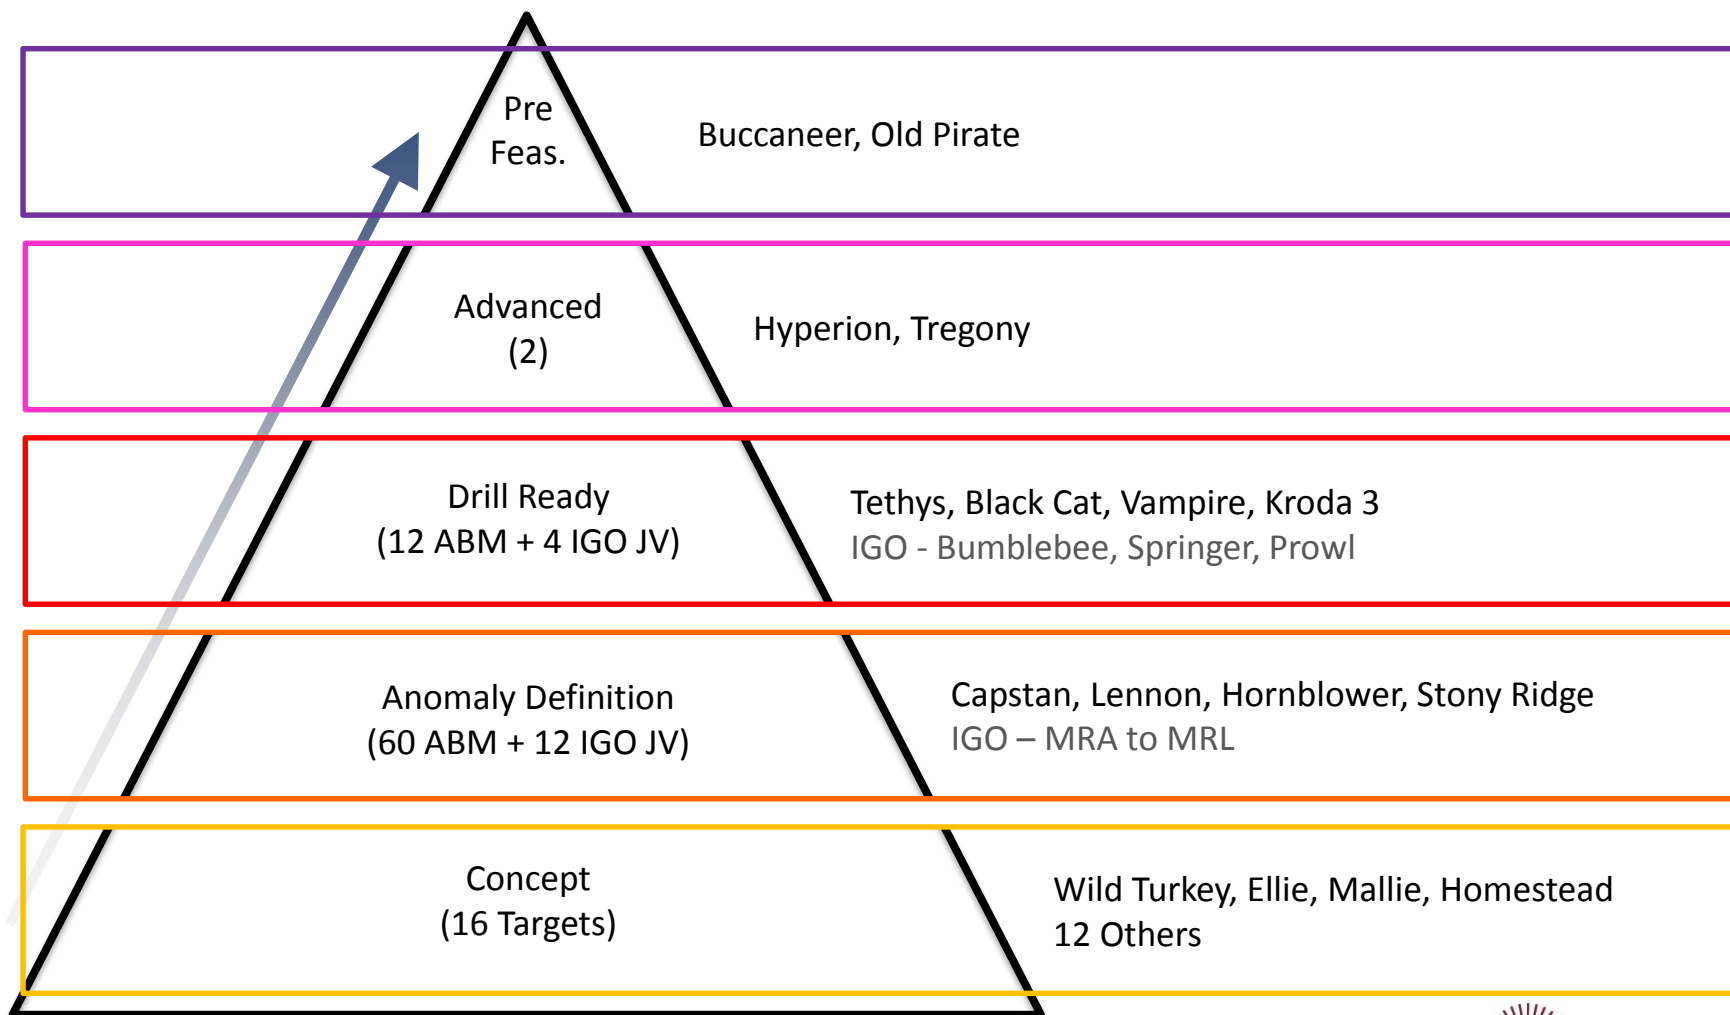 Pre
Feas.
Buccaneer, Old Pirate
Advanced
(2)
Hyperion, Tregony
Drill Ready
(12 ABM + 4 IGO JV)
Tethys, Black Cat, Vampire, Kroda 3
IGO - Bumblebee, Springer, Prowl
Anomaly Definition
(60 ABM + 12 IGO JV)
Capstan, Lennon, Hornblower, Stony Ridge
IGO – MRA to MRL
Concept
(16 Targets)
Wild Turkey, Ellie, Mallie, Homestead
12 Others